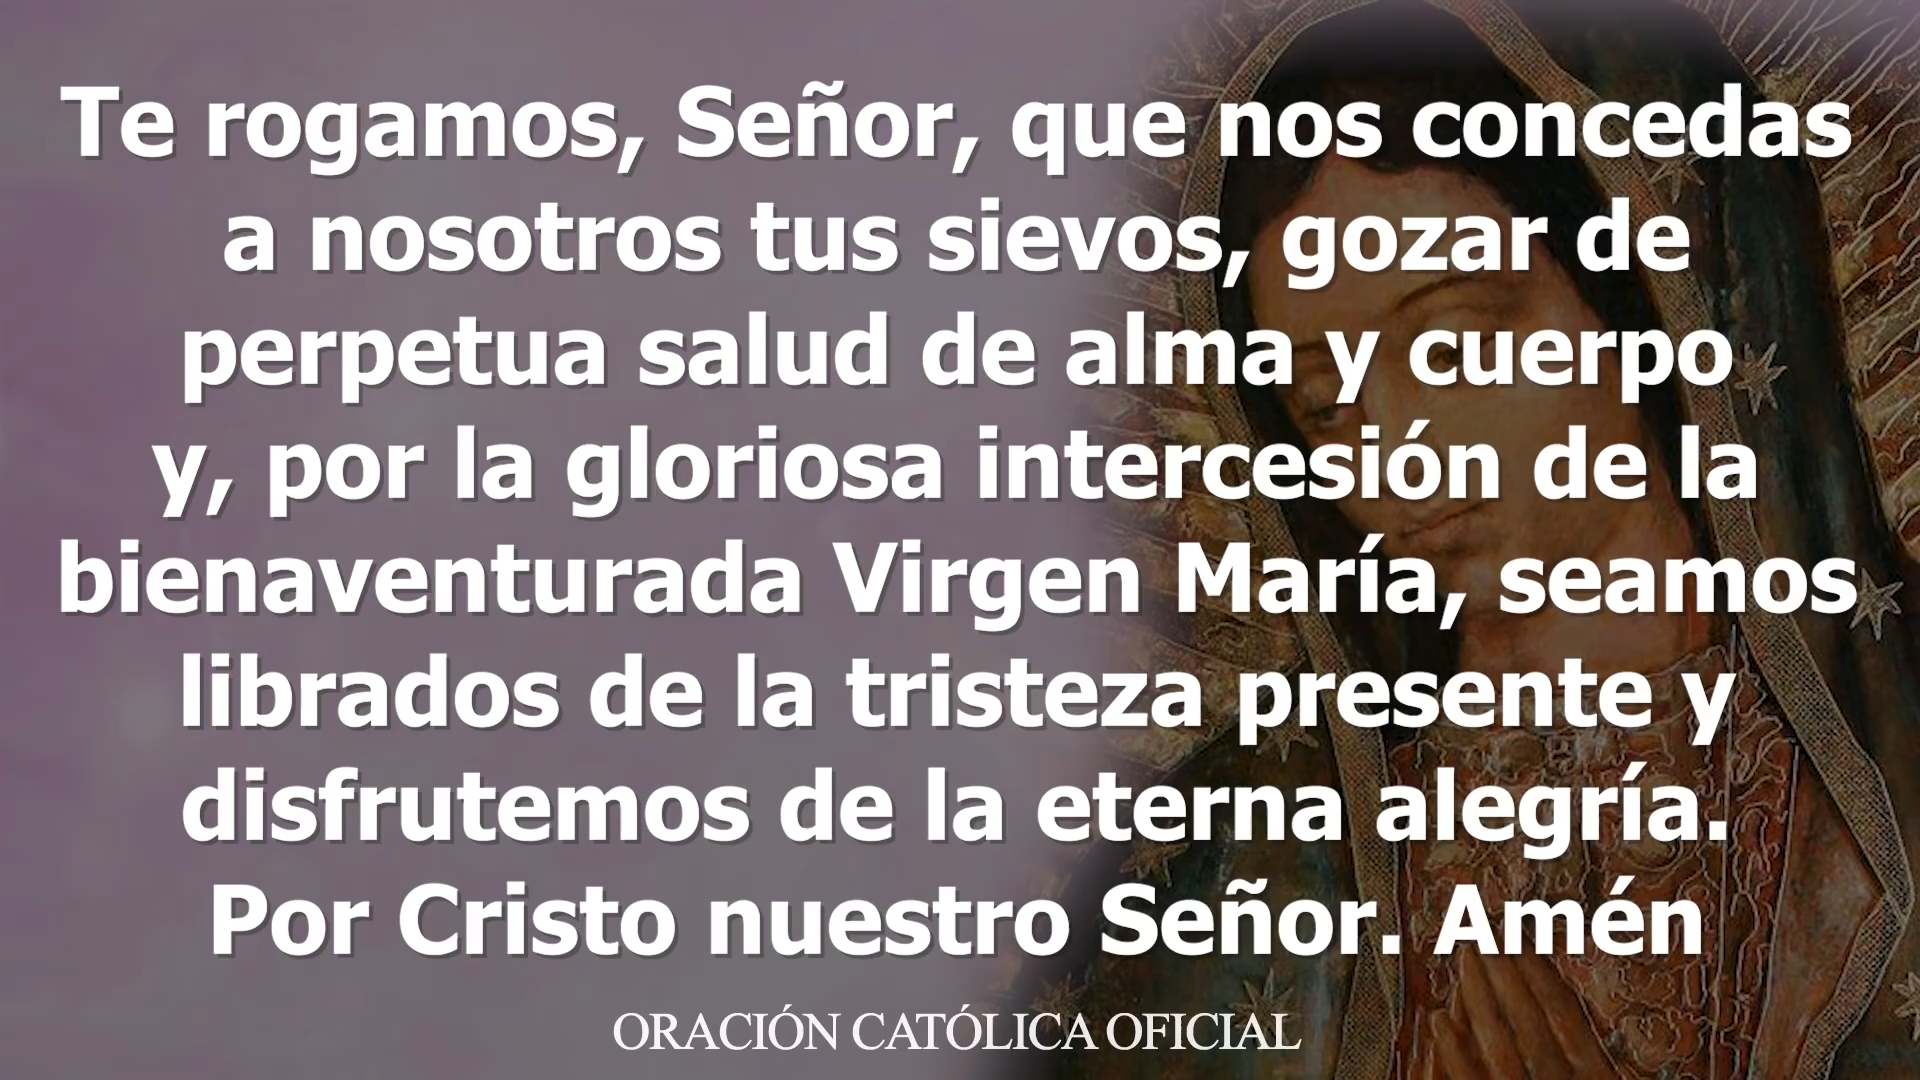 Te rogamos, Señor, que nos concedas
a nosotros tus sievos, gozar de
perpetua salud de alma y cuerpo
y, por la gloriosa intercesión de la
bienaventurada Virgen María, seamos
librados de la tristeza presente y
disfrutemos de la eterna alegría.
Por Cristo nuestro Señor. Amén
ORACIÓN CATÓLICA OFICIAL